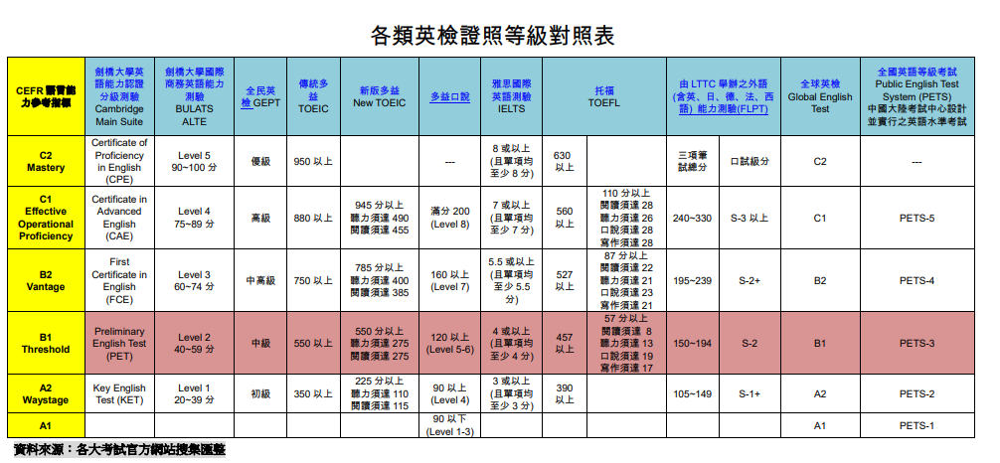 各類英檢證照等級對照表
CEFR 語言能
力參考指標
劍橋大學英
語能力認證
分級測驗
Cambridge
Main Suite
劍橋大學國際
商務英語能力
測驗
BULATS
ALTE
全民英
檢 GEPT
傳統多
益
TOEIC
新版多益
New TOEIC
多益口說
雅思國際
英語測驗
IELTS
托福
TOEFL
由 LTTC 舉辦之外語
(含英、日、德、法、西
語) 能力測驗(FLPT)
全球英檢
Global English
Test
全國英語等級考試
Public English Test
System (PETS)
中國大陸考試中心設計
並實行之英語水準考試
C2
Mastery
Certificate of
Proficiency
in English
(CPE)
Level 5
90~100 分
優級
950 以上
---
8 或以上
(且單項均
至少 8 分)
630
以上
三項筆
試總分
口試級分
C2
---
C1
Effective
Operational
Proficiency
Certificate in
Advanced
English
(CAE)
Level 4
75~89 分
高級
880 以上
945 分以上
聽力須達 490
閱讀須達 455
滿分 200
(Level 8)
7 或以上
(且單項均
至少 7 分)
560
以上
110 分以上
閱讀須達 28
聽力須達 26
口說須達 28
寫作須達 28
240~330
S-3 以上
C1
PETS-5
B2
Vantage
First
Certificate in
English
(FCE)
Level 3
60~74 分
中高級
750 以上
785 分以上
聽力須達 400
閱讀須達 385
160 以上
(Level 7)
5.5 或以上
(且單項均
至少 5.5
分)
527
以上
87 分以上
閱讀須達 22
聽力須達 21
口說須達 23
寫作須達 21
195~239
S-2+
B2
PETS-4
B1
Threshold
Preliminary
English Test
(PET)
Level 2
40~59 分
中級
550 以上
550 分以上
聽力須達 275
閱讀須達 275
120 以上
(Level 5-6)
4 或以上
(且單項均
至少 4 分)
457
以上
57 分以上
閱讀須達 8
聽力須達 13
口說須達 19
寫作須達 17
150~194
S-2
B1
PETS-3
A2
Waystage
Key English
Test (KET)
Level 1
20~39 分
初級
350 以上
225 分以上
聽力須達 110
閱讀須達 115
90 以上
(Level 4)
3 或以上
(且單項均
至少 3 分)
390
以上
105~149
S-1+
A2
PETS-2
A1
90 以下
(Level 1-3)
A1
PETS-1
資料來源：各大考試官方網站搜集匯整